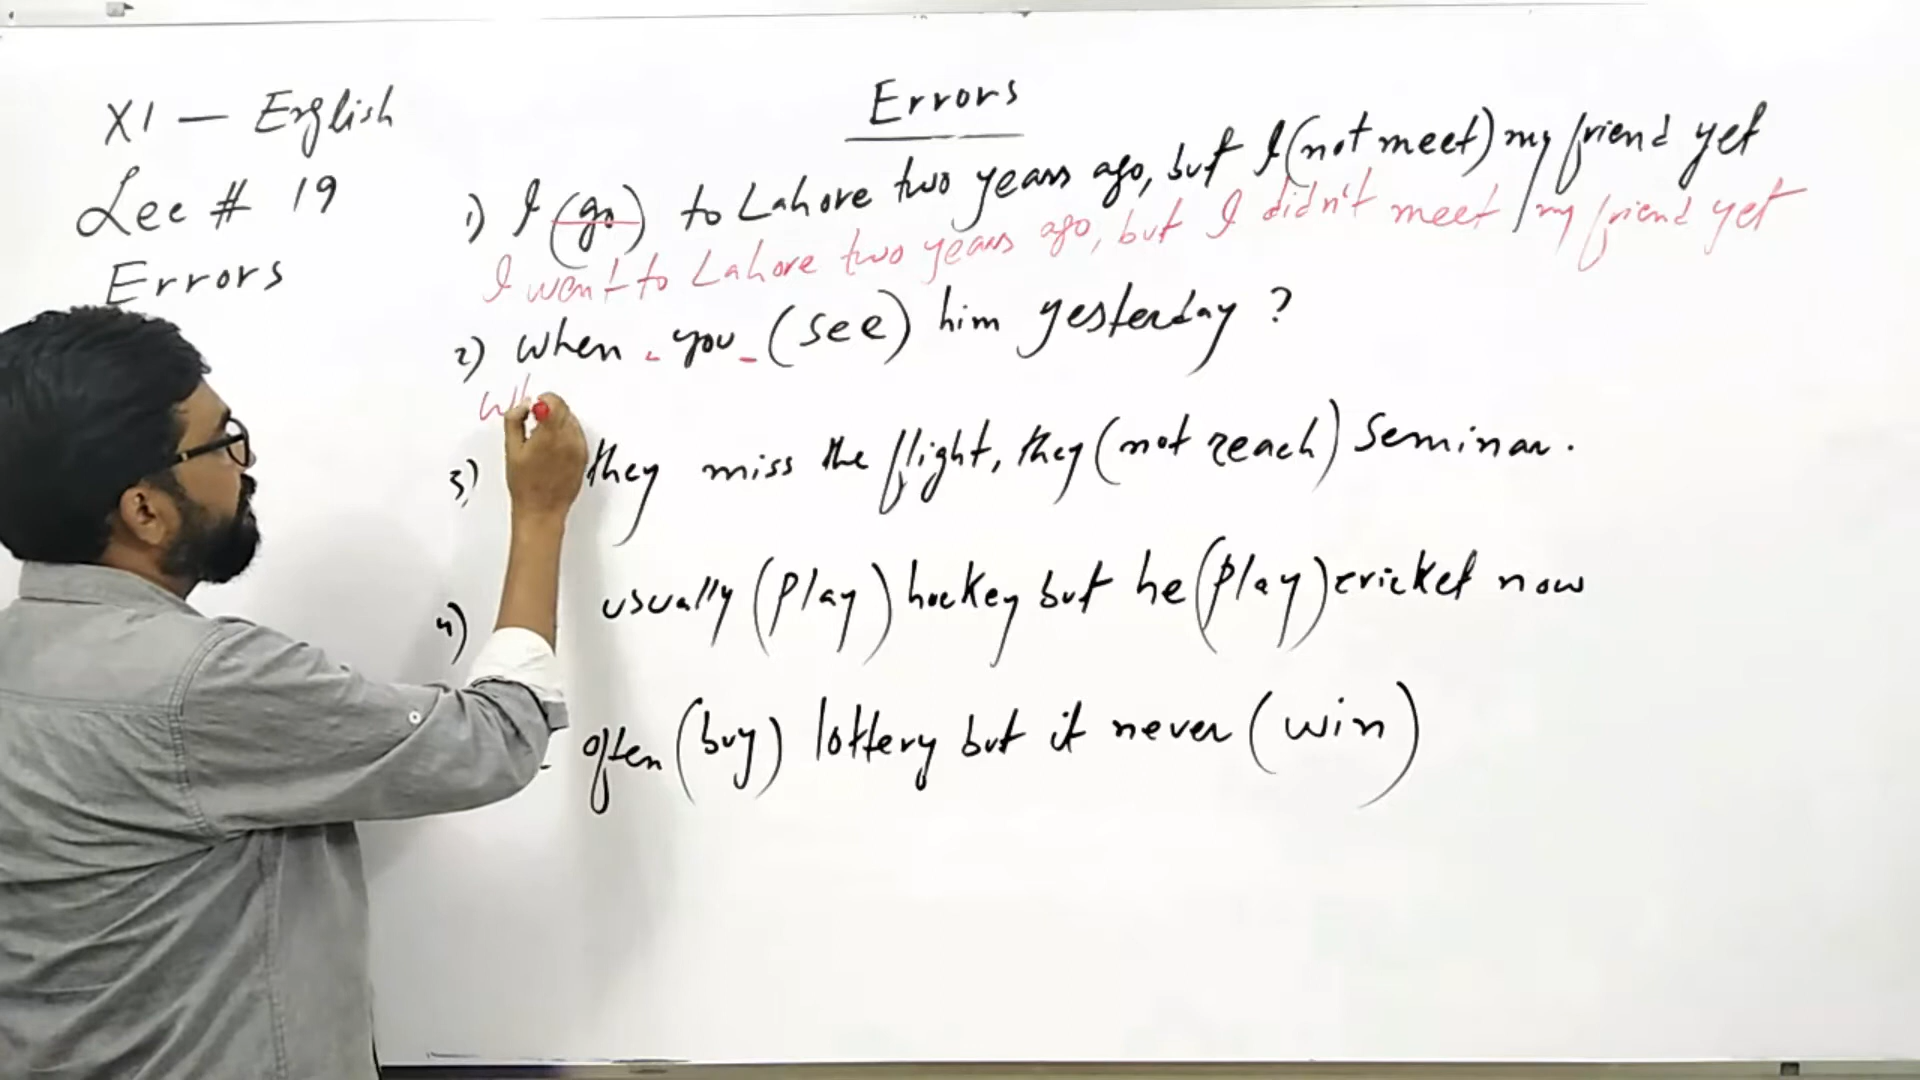 XI — English
Lec # 19
Errors
Errors
1) I (go) to Lahore two years ago, but I (not meet) my friend yet
I went to Lahore two years ago, but I didn't meet my friend yet
2) When you (see) him yesterday ?
Wh
3) they miss the flight, they (not reach) Seminar.
4) usually (play) hockey but he (play) cricket now
often (buy) lottery but it never (win)